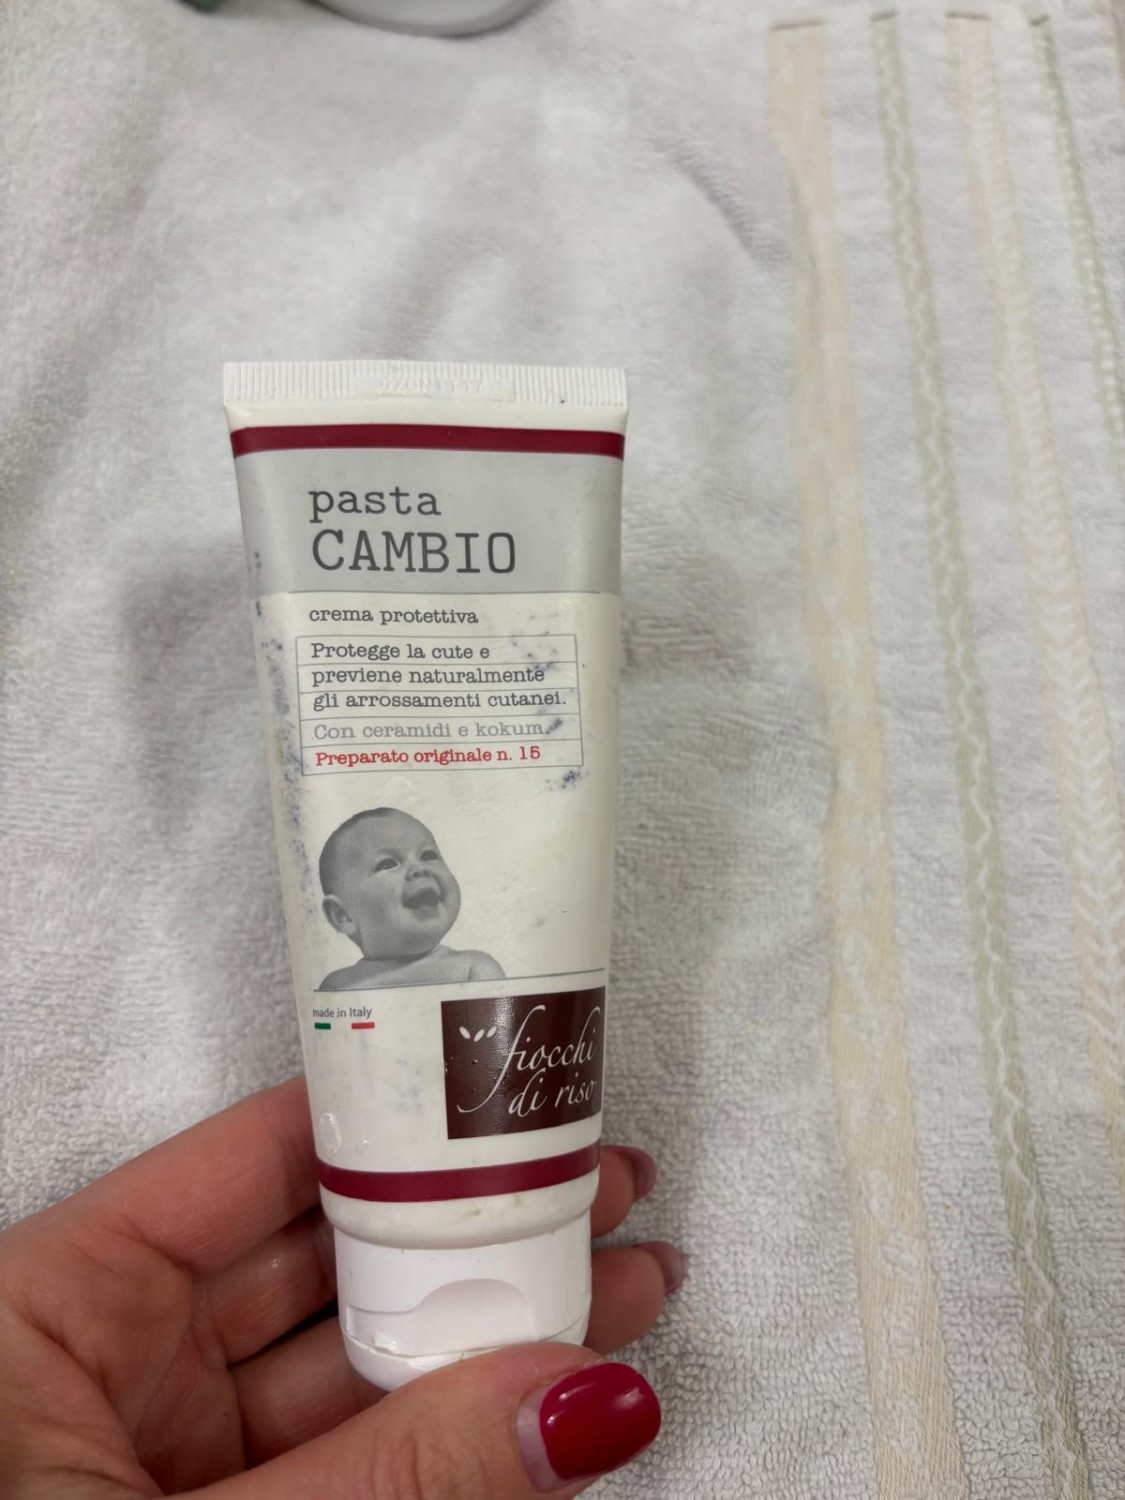 pasta
CAMBIO
crema protettiva
Protegge la cute e
previene naturalmente
gli arrossamenti cutanei.
Con ceramidi e kokum.
Preparato originale n. 15
made in Italy
fiocchi
di riso